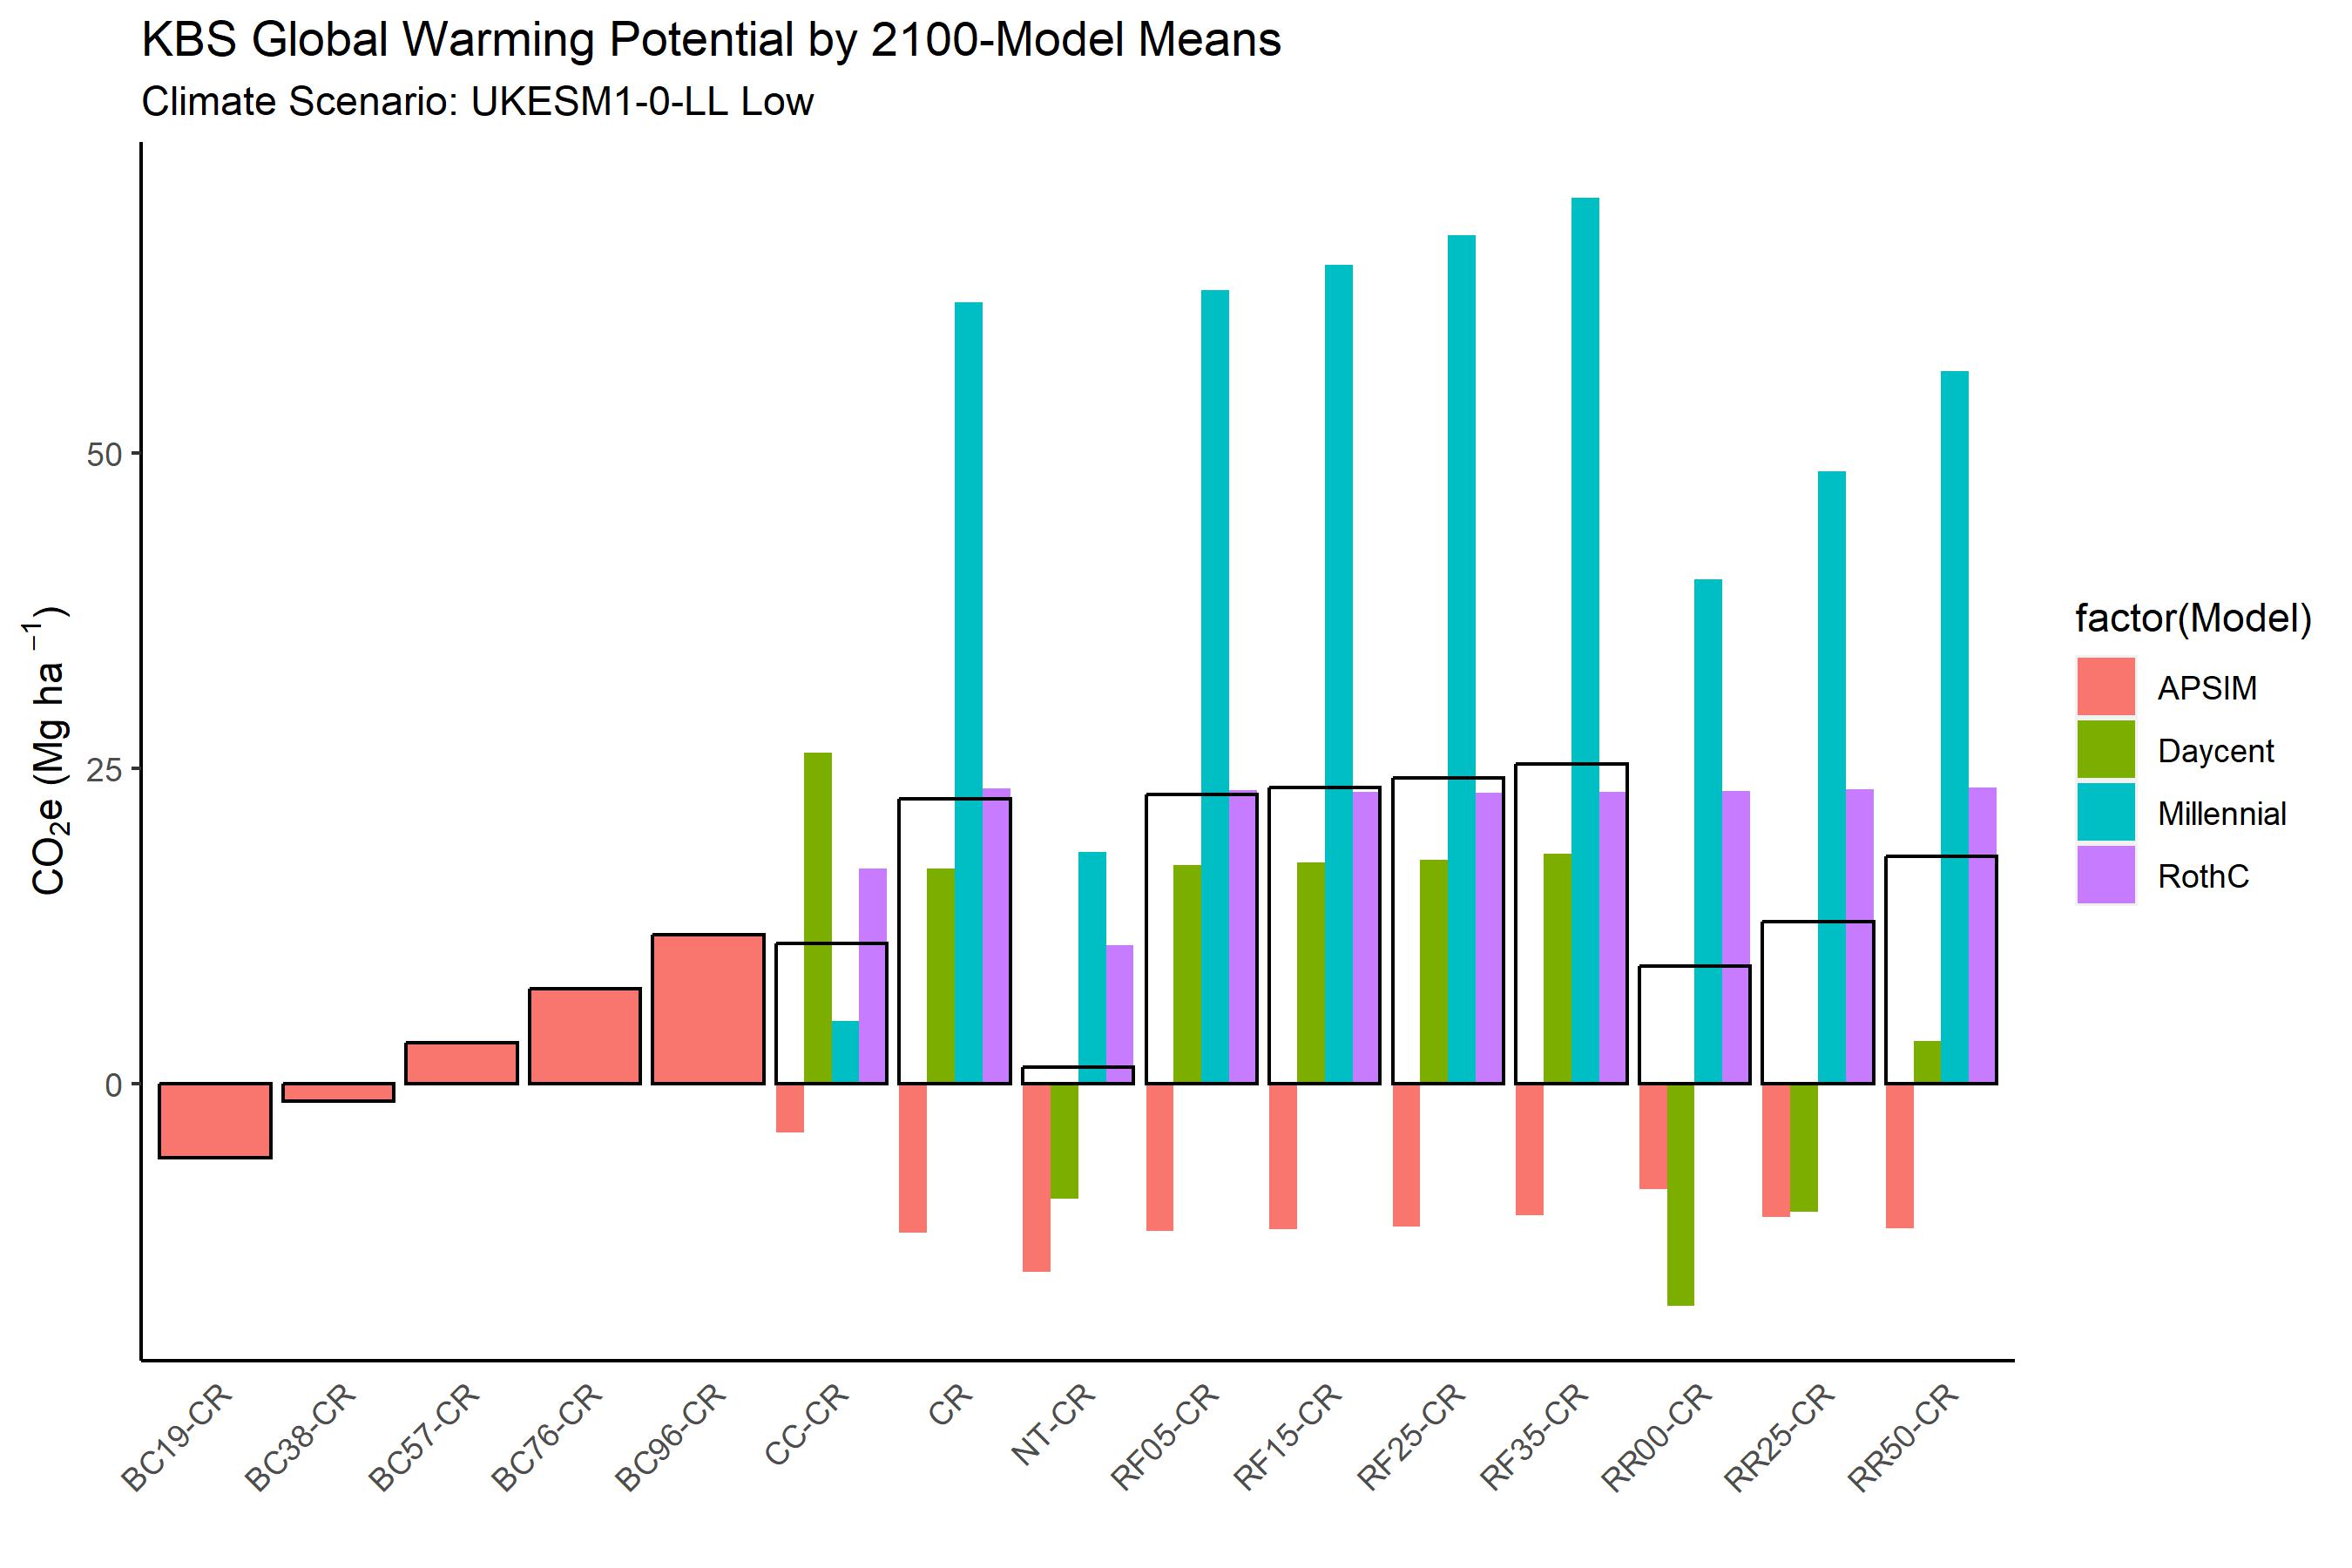 KBS Global Warming Potential by 2100-Model Means
Climate Scenario: UKESM1-0-LL Low
CO₂e (Mg ha ⁻¹)
50
25
0
BC19-CR
BC38-CR
BC57-CR
BC76-CR
BC96-CR
CC-CR
CR
NT-CR
RF05-CR
RF15-CR
RF25-CR
RF35-CR
RR00-CR
RR25-CR
RR50-CR
factor(Model)
APSIM
Daycent
Millennial
RothC